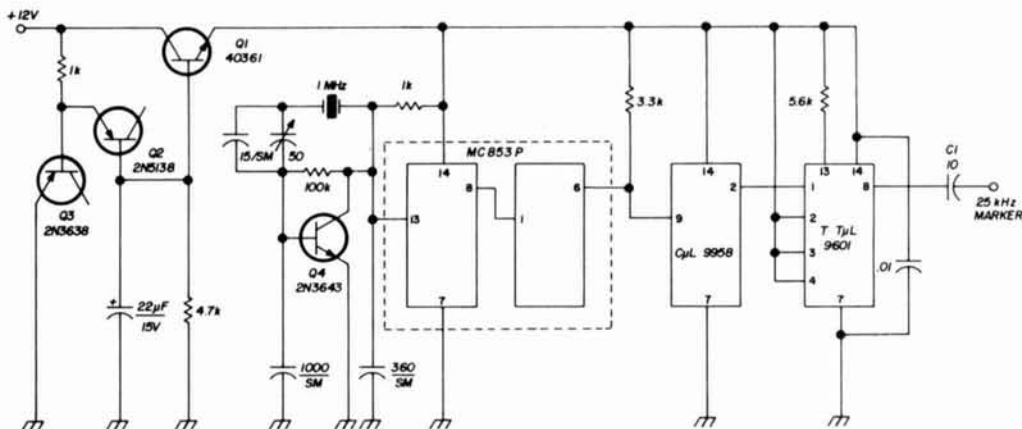 +12V
1k
Q1
40361
Q2
2N5138
Q3
2N3638
22µF
15V
4.7k
1 MHz
1k
15/SM
50
100k
Q4
2N3643
1000
SM
360
SM
MC853P
14
13
8
7
1
6
3.3k
14
2
9
CµL 9958
7
5.6k
13
14
1
8
2
T TµL
3
9601
4
7
.01
C1
10
25 kHz
MARKER